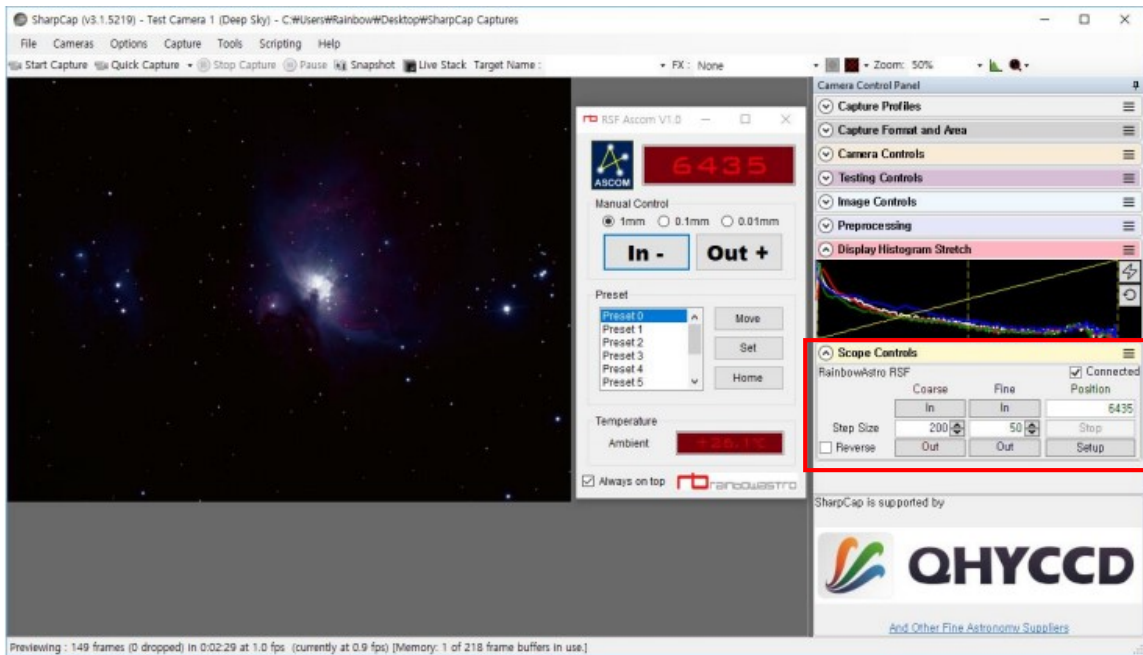 SharpCap (v3.1.5219) - Test Camera 1 (Deep Sky) - C:₩Users₩Rainbow₩Desktop₩SharpCap Captures
File Cameras Options Capture Tools Scripting Help
Start Capture Quick Capture Stop Capture Pause Snapshot Live Stack Target Name : FX : None Zoom: 50%
Camera Control Panel
Capture Profiles
Capture Format and Area
Camera Controls
Testing Controls
Image Controls
Preprocessing
Display Histogram Stretch
Scope Controls
RainbowAstro RSF Connected
Coarse Fine Position
In In 6435
Step Size 200 50 Stop
Reverse Out Out Setup
SharpCap is supported by
QHYCCD
And Other Fine Astronomy Suppliers
RSF Ascom V1.0
ASCOM
6435
Manual Control
1mm 0.1mm 0.01mm
In - Out +
Preset
Preset 0
Preset 1
Preset 2
Preset 3
Preset 4
Preset 5
Move
Set
Home
Temperature
Ambient +26.1℃
Always on top rainbowastro
Previewing : 149 frames (0 dropped) in 0:02:29 at 1.0 fps (currently at 0.9 fps) [Memory: 1 of 218 frame buffers in use.]